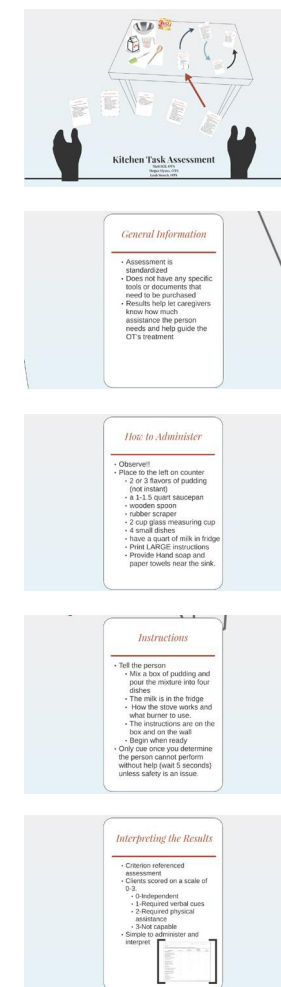 Kitchen Task Assessment
General Information
• Assessment is
standardized
• Does not have any specific
tools or documents that
need to be purchased
• Results help let caregivers
know how much
assistance the person
needs and help guide the
OT's treatment
How to Administer
• Observe!!
• Place to the left on counter
• 2 or 3 flavors of pudding
(not instant)
• a 1-1.5 quart saucepan
• wooden spoon
• rubber scraper
• 2 cup glass measuring cup
• 4 small dishes
• have a quart of milk in fridge
• Print LARGE instructions
• Provide Hand soap and
paper towels near the sink.
Instructions
• Tell the person
• Mix a box of pudding and
pour the mixture into four
dishes
• The milk is in the fridge
• How the stove works and
what burner to use.
• The instructions are on the
box and on the wall
• Begin when ready
• Only cue once you determine
the person cannot perform
without help (wait 5 seconds)
unless safety is an issue.
Interpreting the Results
• Criterion referenced
assessment
• Clients scored on a scale of
0-3.
• 0-Independent
• 1-Required verbal cues
• 2-Required physical
assistance
• 3-Not capable
• Simple to administer and
interpret